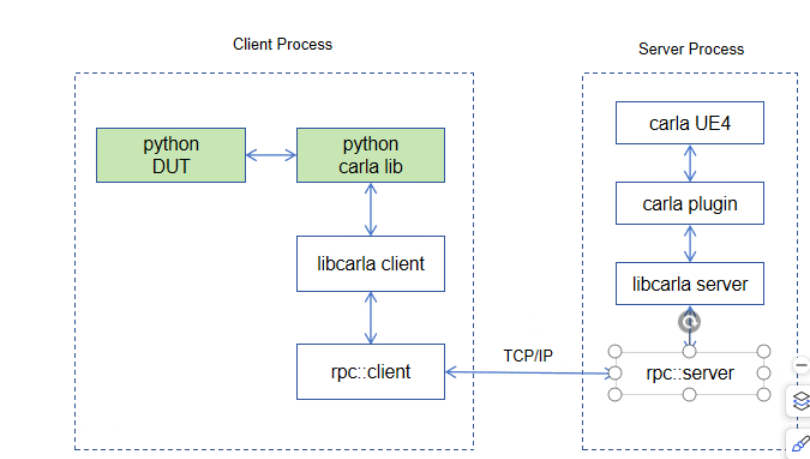 Client Process
Server Process
python
DUT
python
carla lib
libcarla client
rpc::client
TCP/IP
carla UE4
carla plugin
libcarla server
rpc::server